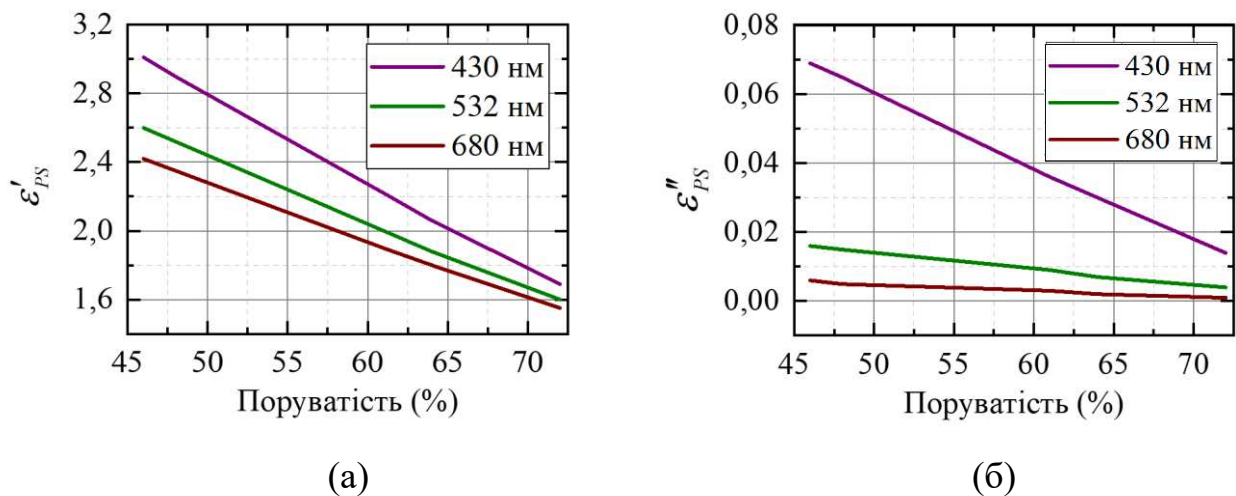 3,2
2,8
2,4
2,0
1,6
ε′PS
430 нм
532 нм
680 нм
45 50 55 60 65 70
Поруватість (%)
(а)
0,08
0,06
0,04
0,02
0,00
ε″PS
430 нм
532 нм
680 нм
45 50 55 60 65 70
Поруватість (%)
(б)